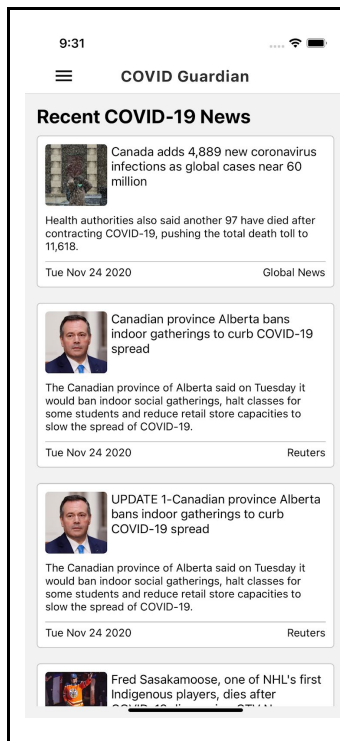 9:31
COVID Guardian
Recent COVID-19 News
Canada adds 4,889 new coronavirus
infections as global cases near 60
million
Health authorities also said another 97 have died after
contracting COVID-19, pushing the total death toll to
11,618.
Tue Nov 24 2020 Global News
Canadian province Alberta bans
indoor gatherings to curb COVID-19
spread
The Canadian province of Alberta said on Tuesday it
would ban indoor social gatherings, halt classes for
some students and reduce retail store capacities to
slow the spread of COVID-19.
Tue Nov 24 2020 Reuters
UPDATE 1-Canadian province Alberta
bans indoor gatherings to curb
COVID-19 spread
The Canadian province of Alberta said on Tuesday it
would ban indoor social gatherings, halt classes for
some students and reduce retail store capacities to
slow the spread of COVID-19.
Tue Nov 24 2020 Reuters
Fred Sasakamoose, one of NHL's first
Indigenous players, dies after